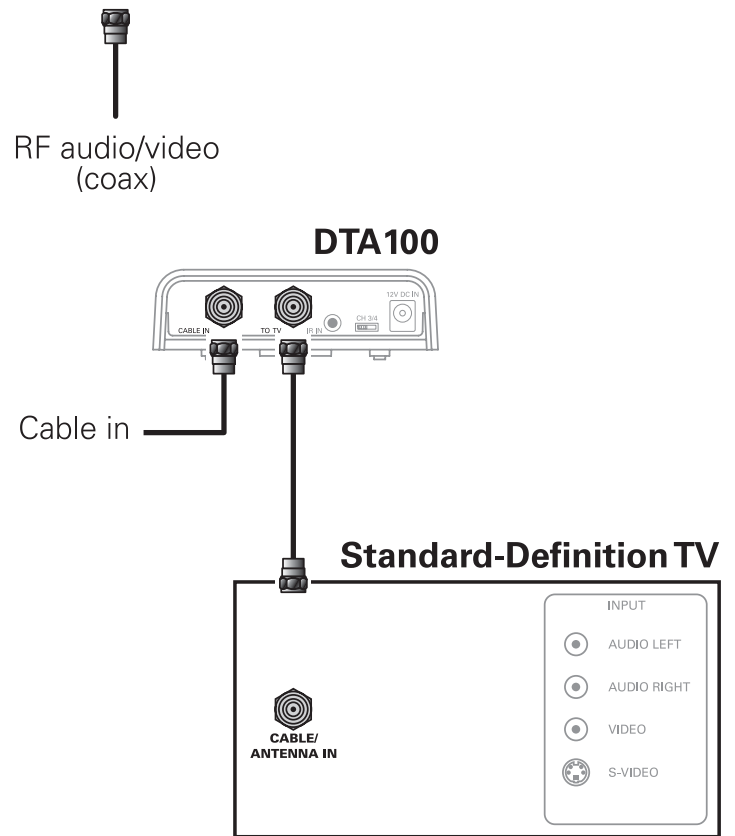 RF audio/video
(coax)
DTA100
12V DC IN
CH 3/4
CABLE IN
TO TV
IR IN
Cable in
Standard-Definition TV
INPUT
AUDIO LEFT
AUDIO RIGHT
VIDEO
S-VIDEO
CABLE/
ANTENNA IN